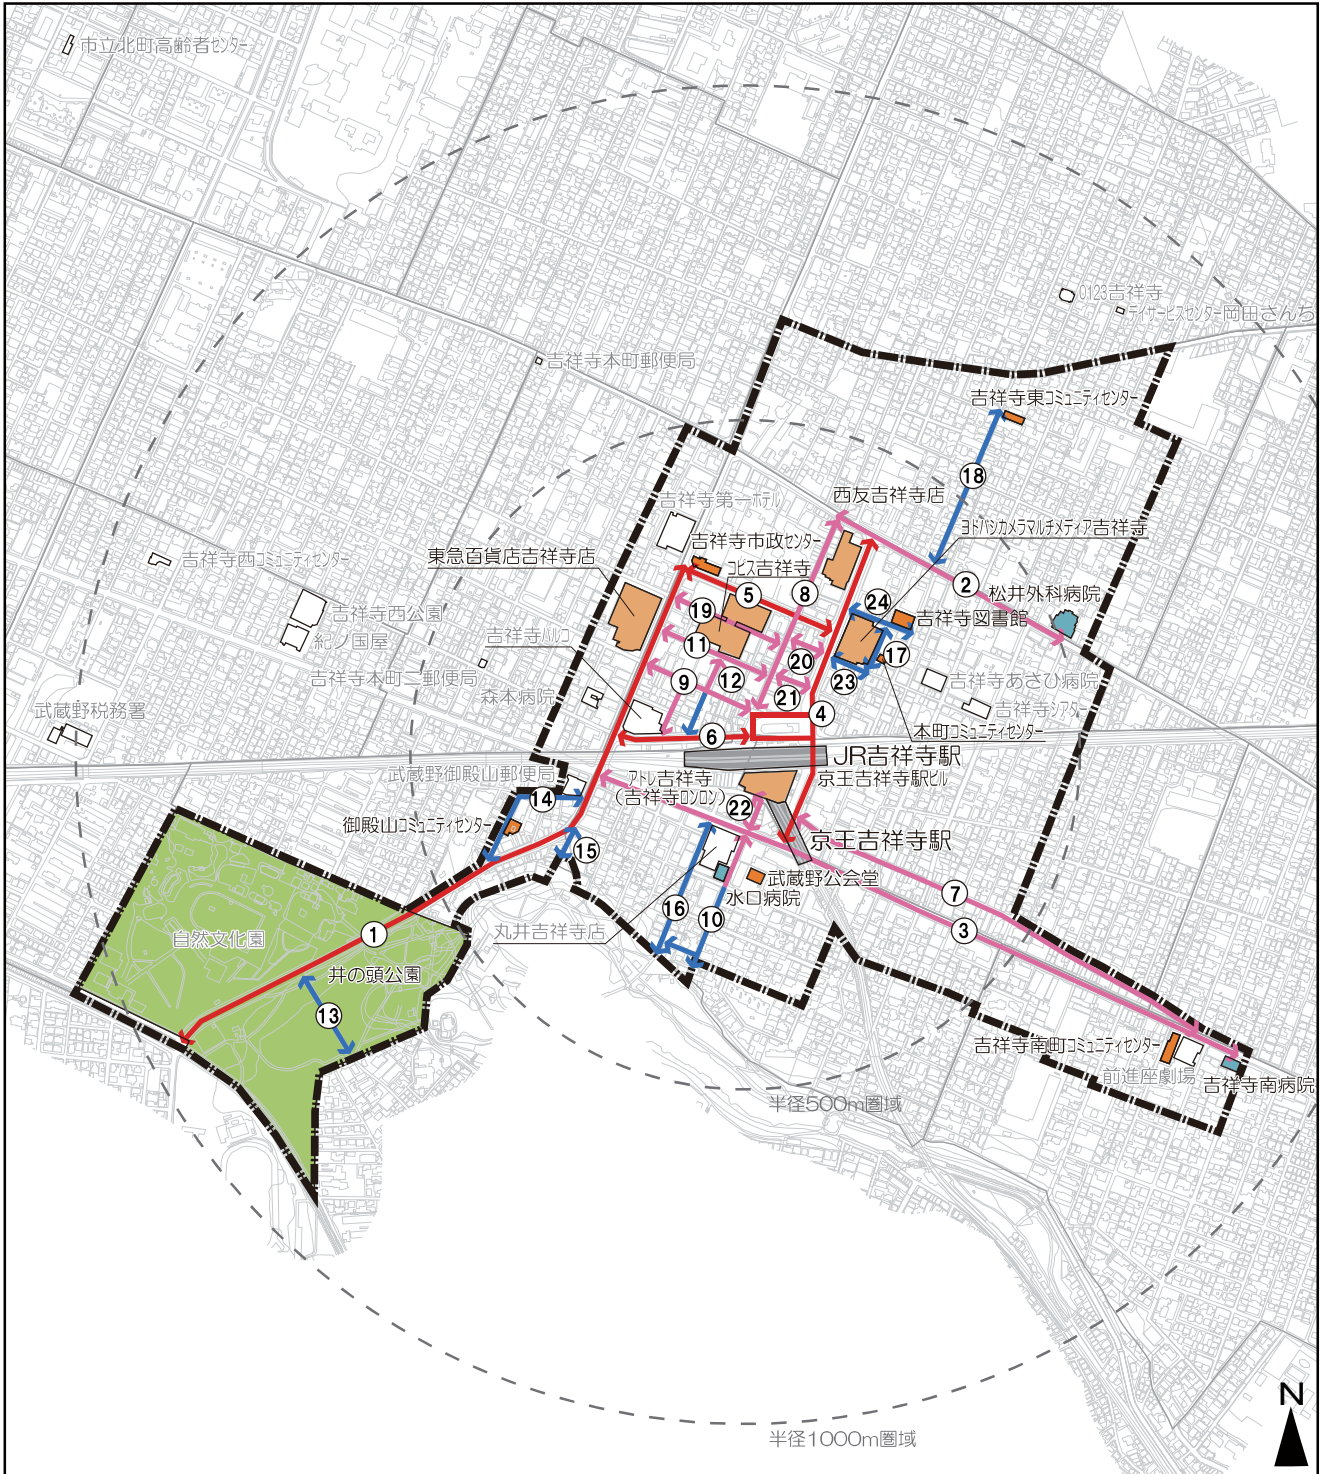 市立北町高齢者センター
0123吉祥寺
デイサービスセンター岡田さんち
吉祥寺本町郵便局
吉祥寺東コミュニティセンター
18
西友吉祥寺店
吉祥寺第一ホテル
ヨドバシカメラマルチメディア吉祥寺
吉祥寺市政センター
東急百貨店吉祥寺店
コピス吉祥寺
吉祥寺西コミュニティセンター
2
松井外科病院
5
8
24
19
吉祥寺図書館
吉祥寺西公園
紀ノ国屋
吉祥寺パルコ
11
20
17
吉祥寺本町二郵便局
9
12
23
吉祥寺あさひ病院
森本病院
21
吉祥寺シアター
武蔵野税務署
4
本町コミュニティセンター
6
JR吉祥寺駅
武蔵野御殿山郵便局
アトレ吉祥寺
(吉祥寺ロンロン)
京王吉祥寺駅ビル
14
22
御殿山コミュニティセンター
京王吉祥寺駅
15
武蔵野公会堂
水口病院
7
16
10
丸井吉祥寺店
3
1
自然文化園
井の頭公園
13
吉祥寺南町コミュニティセンター
前進座劇場
吉祥寺南病院
半径500m圏域
半径1000m圏域
N